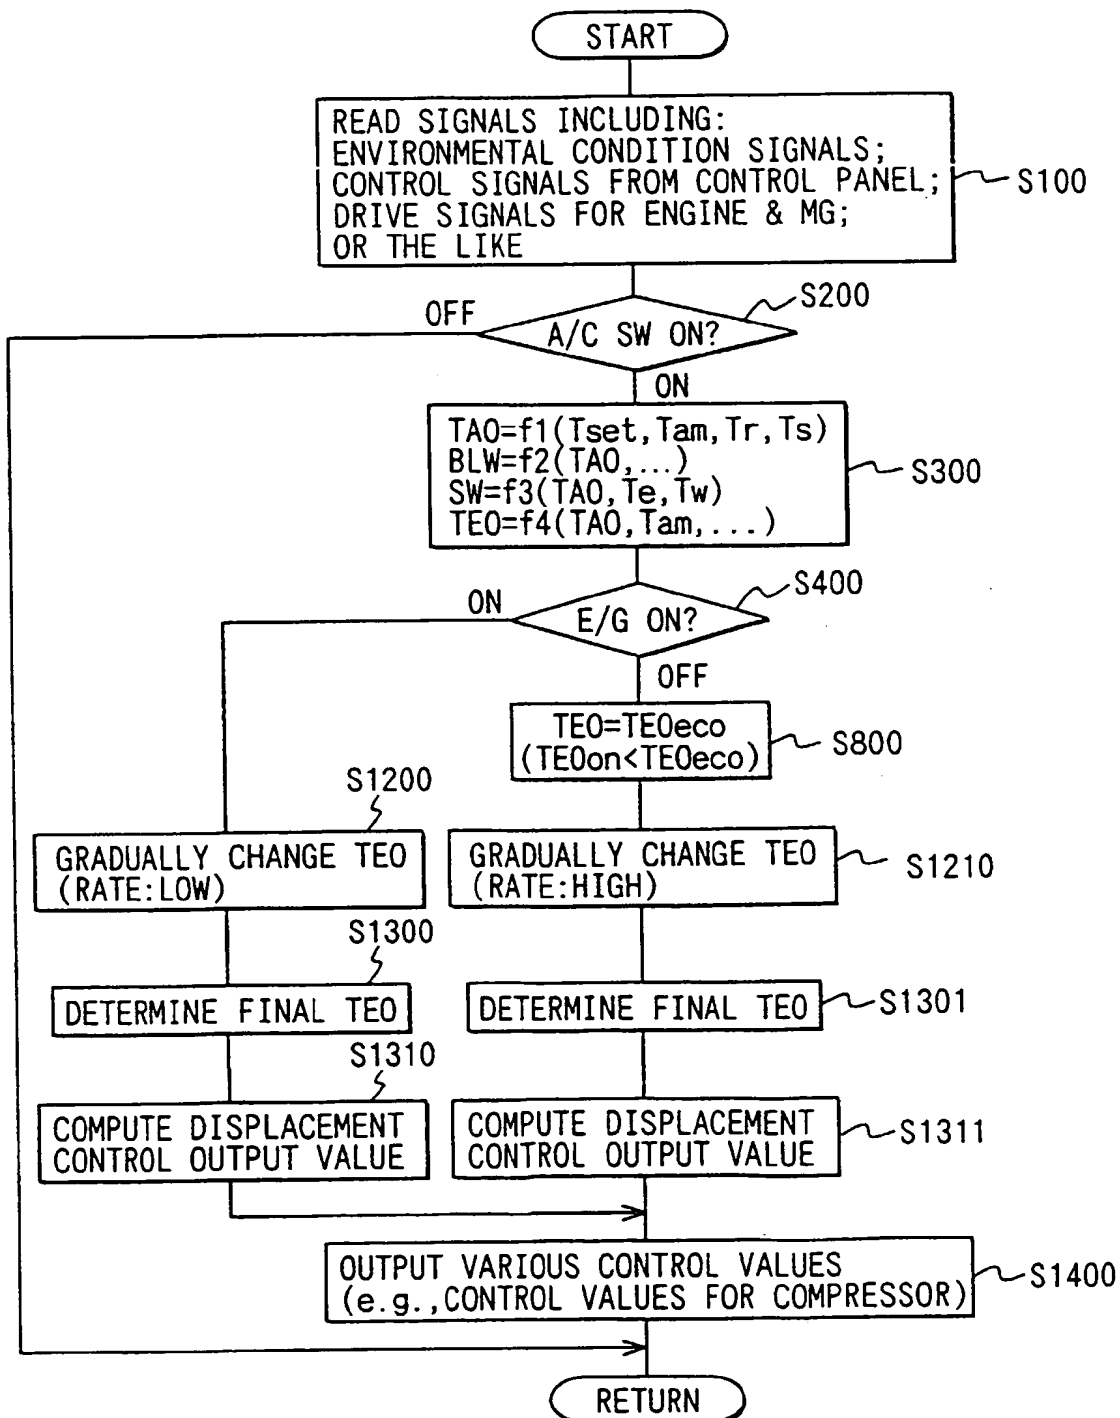 START
READ SIGNALS INCLUDING:
ENVIRONMENTAL CONDITION SIGNALS;
CONTROL SIGNALS FROM CONTROL PANEL;
DRIVE SIGNALS FOR ENGINE & MG;
OR THE LIKE
S100
S200
OFF
A/C SW ON?
ON
TAO=f1(Tset,Tam,Tr,Ts)
BLW=f2(TAO,...)
SW=f3(TAO,Te,Tw)
TEO=f4(TAO,Tam,....)
S300
S400
ON
E/G ON?
OFF
TEO=TEOeco
(TEOon<TEOeco)
S800
S1200
GRADUALLY CHANGE TEO
(RATE:LOW)
GRADUALLY CHANGE TEO
(RATE:HIGH)
S1210
S1300
DETERMINE FINAL TEO
DETERMINE FINAL TEO
S1301
S1310
COMPUTE DISPLACEMENT
CONTROL OUTPUT VALUE
COMPUTE DISPLACEMENT
CONTROL OUTPUT VALUE
S1311
OUTPUT VARIOUS CONTROL VALUES
(e.g.,CONTROL VALUES FOR COMPRESSOR)
S1400
RETURN